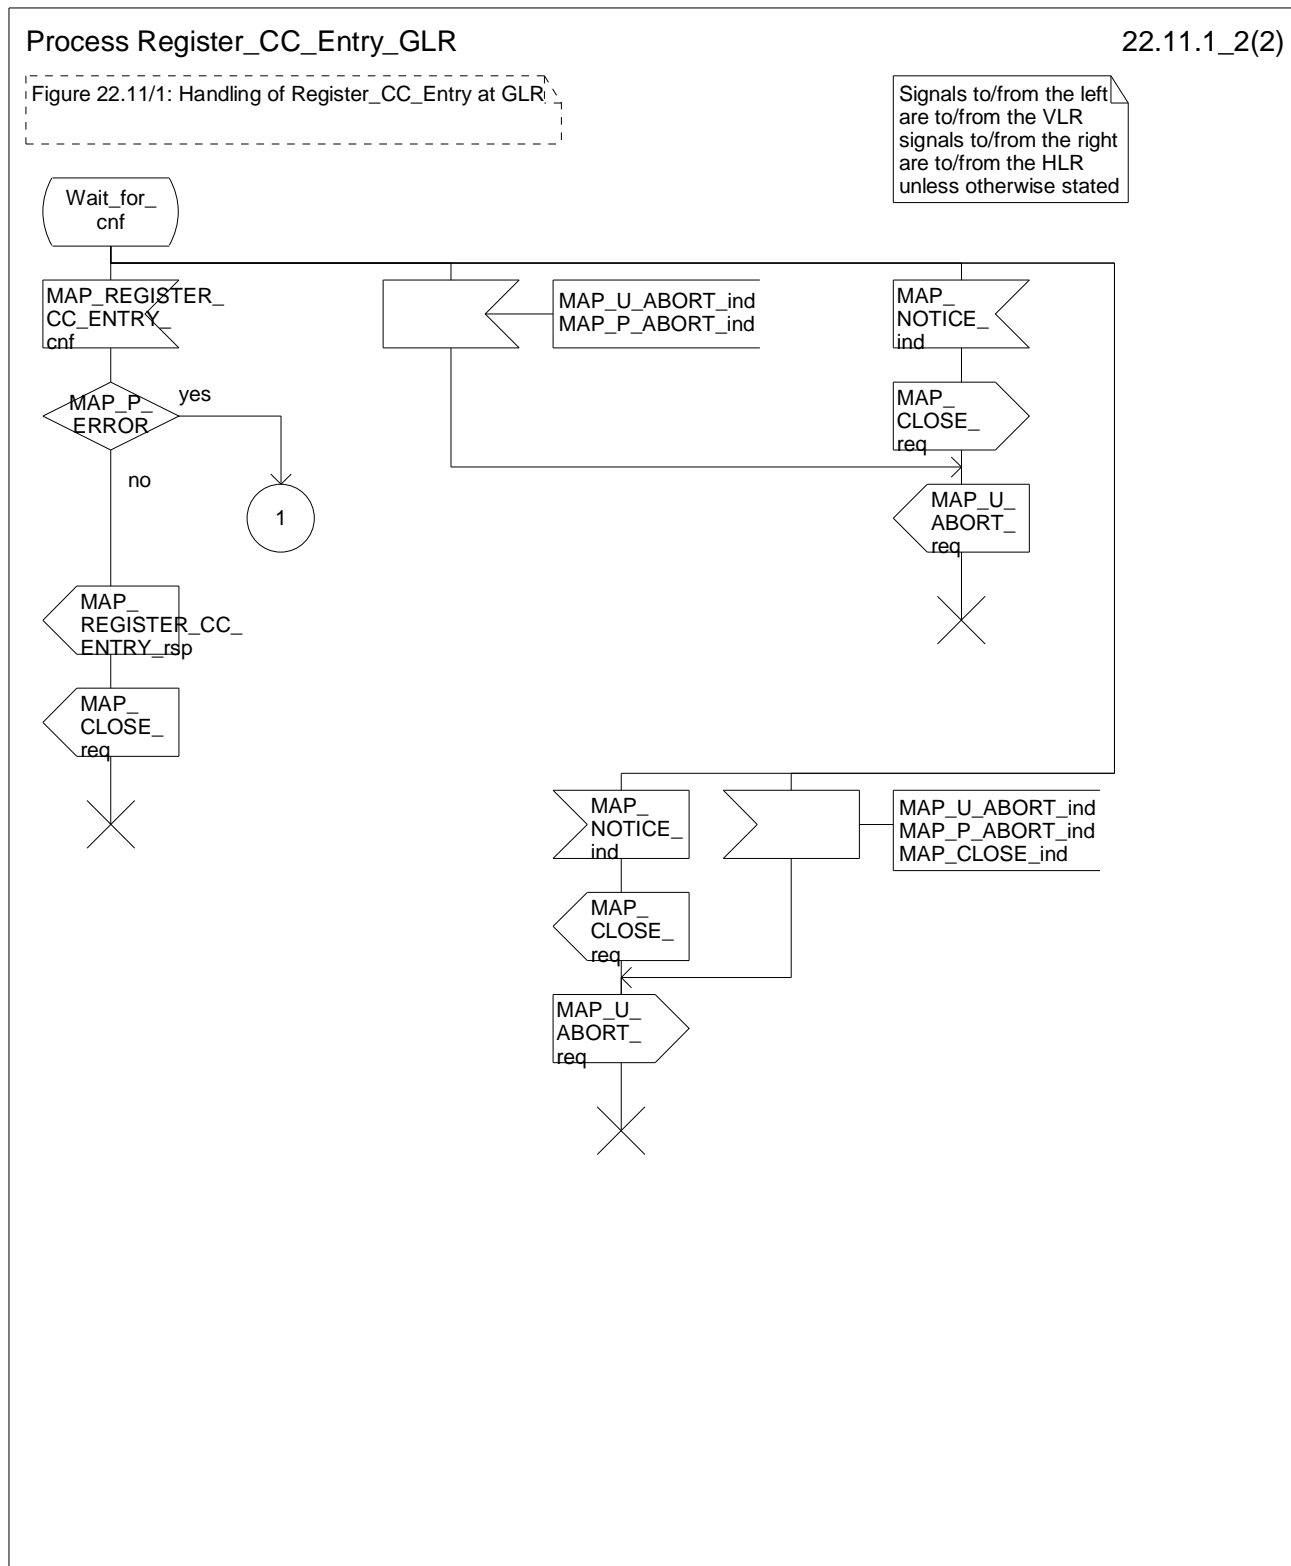 Process Register_CC_Entry_GLR
22.11.1_2(2)
Figure 22.11/1: Handling of Register_CC_Entry at GLR
Signals to/from the left
are to/from the VLR
signals to/from the right
are to/from the HLR
unless otherwise stated
Wait_for_
cnf
MAP_REGISTER_
CC_ENTRY_
cnf
MAP_U_ABORT_ind
MAP_P_ABORT_ind
MAP_
NOTICE_
ind
MAP_P_
ERROR
yes
no
1
MAP_
CLOSE_
req
MAP_U_
ABORT_
req
MAP_
REGISTER_CC_
ENTRY_rsp
MAP_
CLOSE_
req
MAP_
NOTICE_
ind
MAP_U_ABORT_ind
MAP_P_ABORT_ind
MAP_CLOSE_ind
MAP_
CLOSE_
req
MAP_U_
ABORT_
req